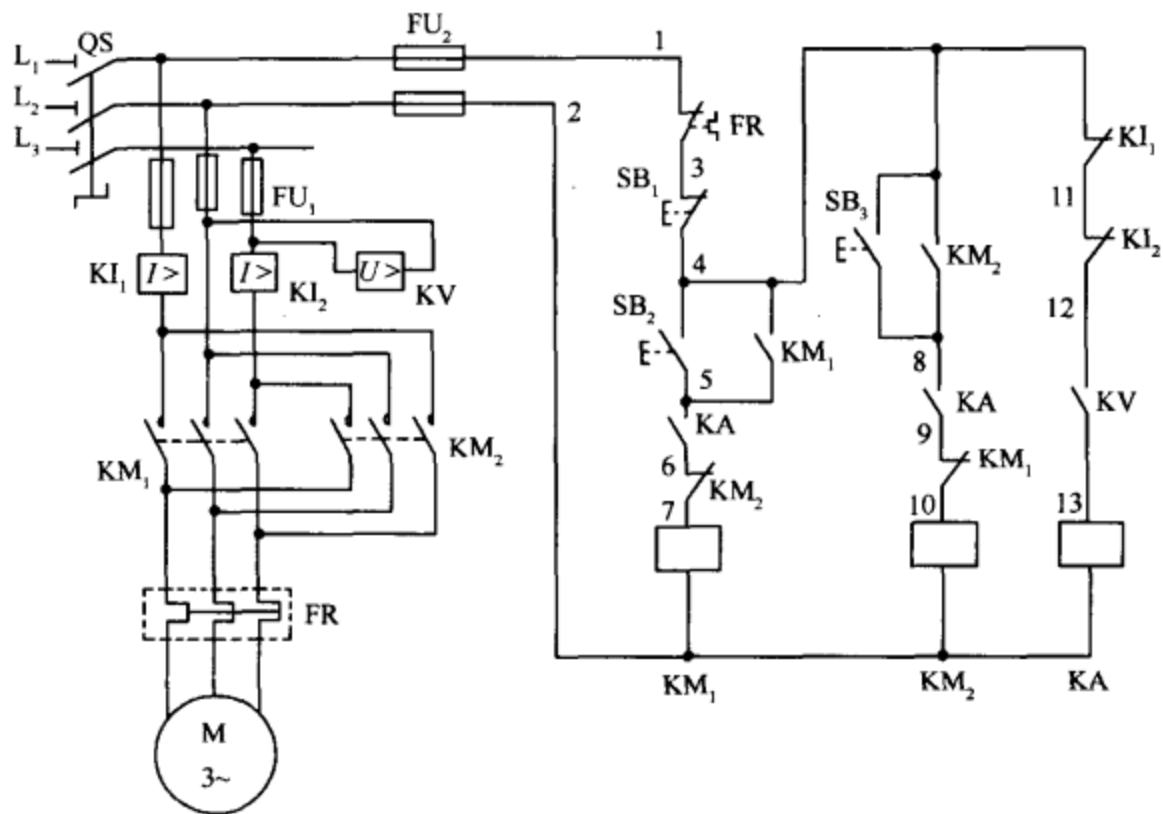 L₁
QS
FU₂
1
L₂
2
L₃
FR
3
SB₁
4
FU₁
KI₁
I>
I>
KI₂
U>
KV
SB₂
KM₁
5
KA
6
KM₂
7
KM₁
KM₂
FR
M
3~
SB₃
KM₂
8
KA
9
KM₁
10
KI₁
11
KI₂
12
KV
13
KM₁
KM₂
KA